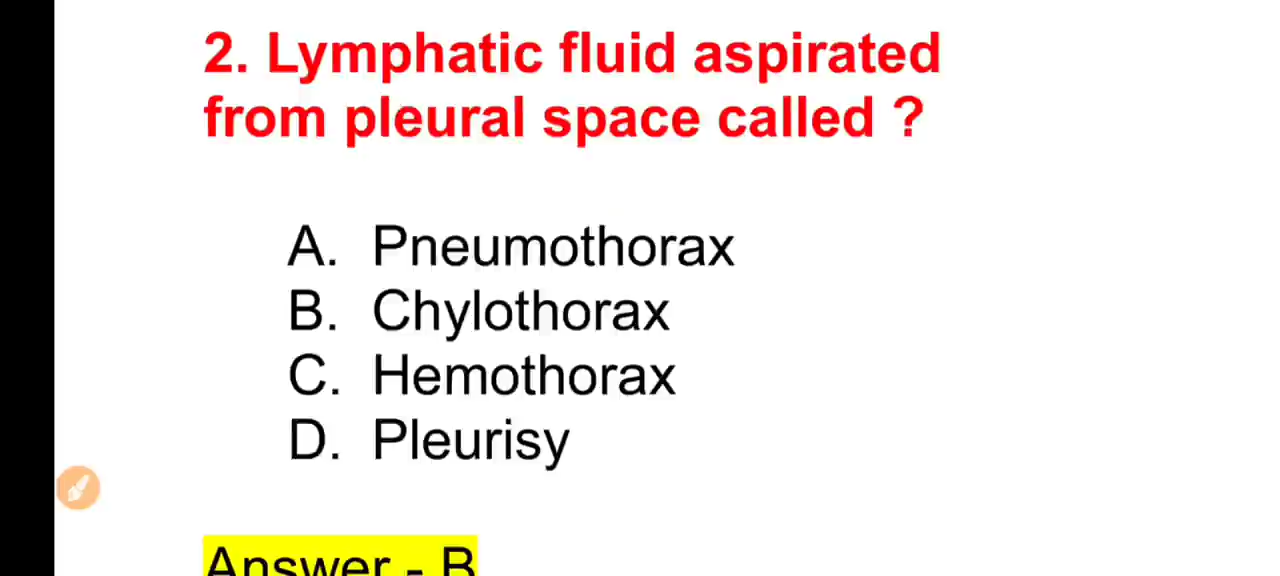 2. Lymphatic fluid aspirated
from pleural space called ?
A. Pneumothorax
B. Chylothorax
C. Hemothorax
D. Pleurisy
Answer - B